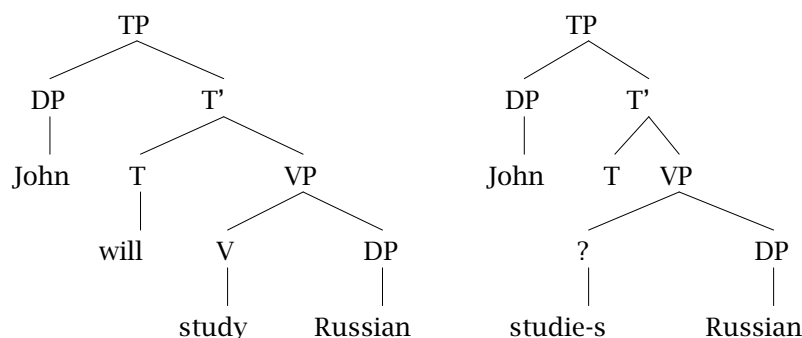 TP TP
DP T’ DP T’
John T VP John T VP
will V DP ? DP
study Russian studie-s Russian